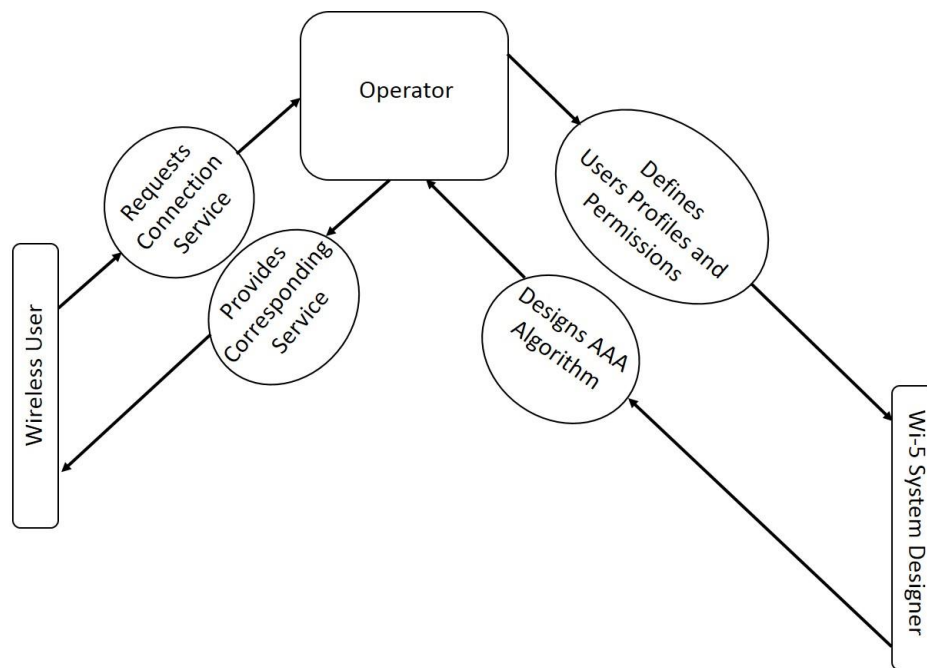 Operator
Requests
Connection
Service
Provides
Corresponding
Service
Defines
Users Profiles and
Permissions
Designs AAA
Algorithm
Wireless User
Wi-5 System Designer